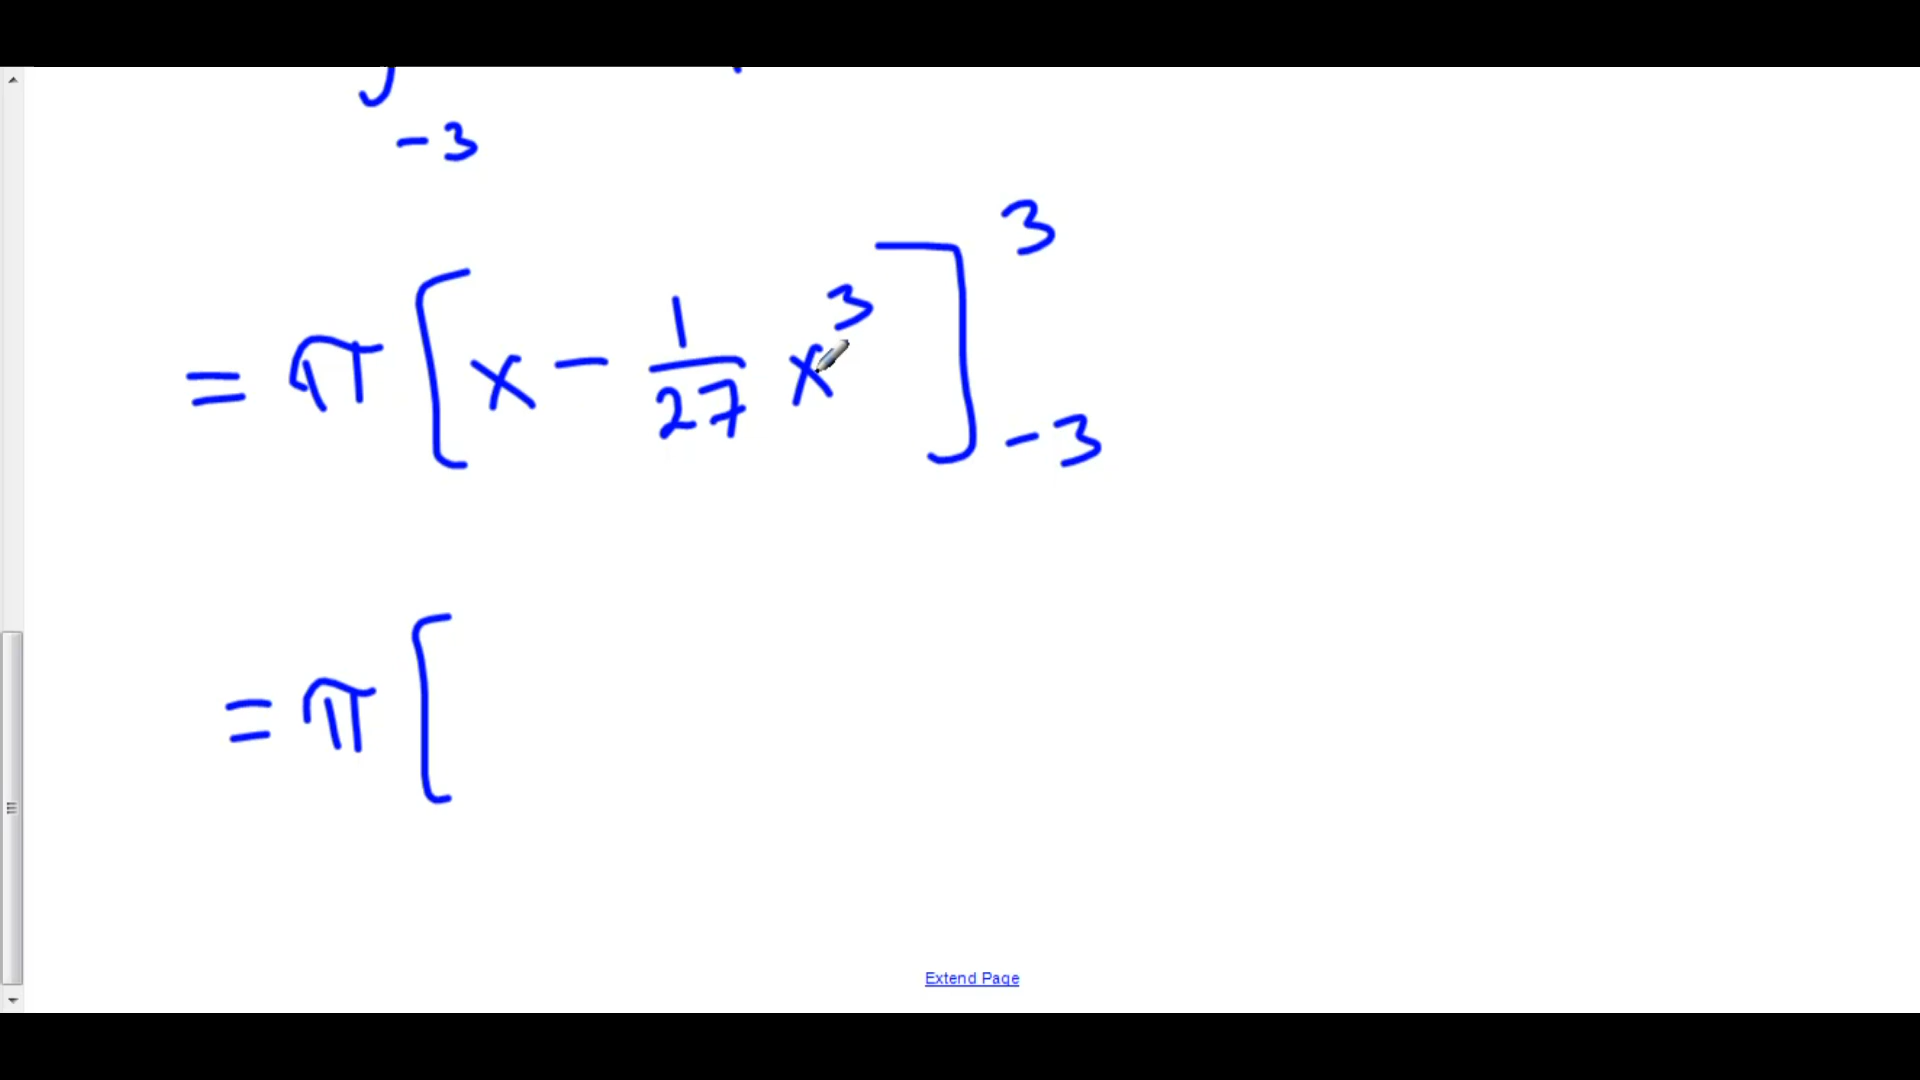 -3
= π [ x - 1/27 x³ ]³₋₃
= π [
Extend Page